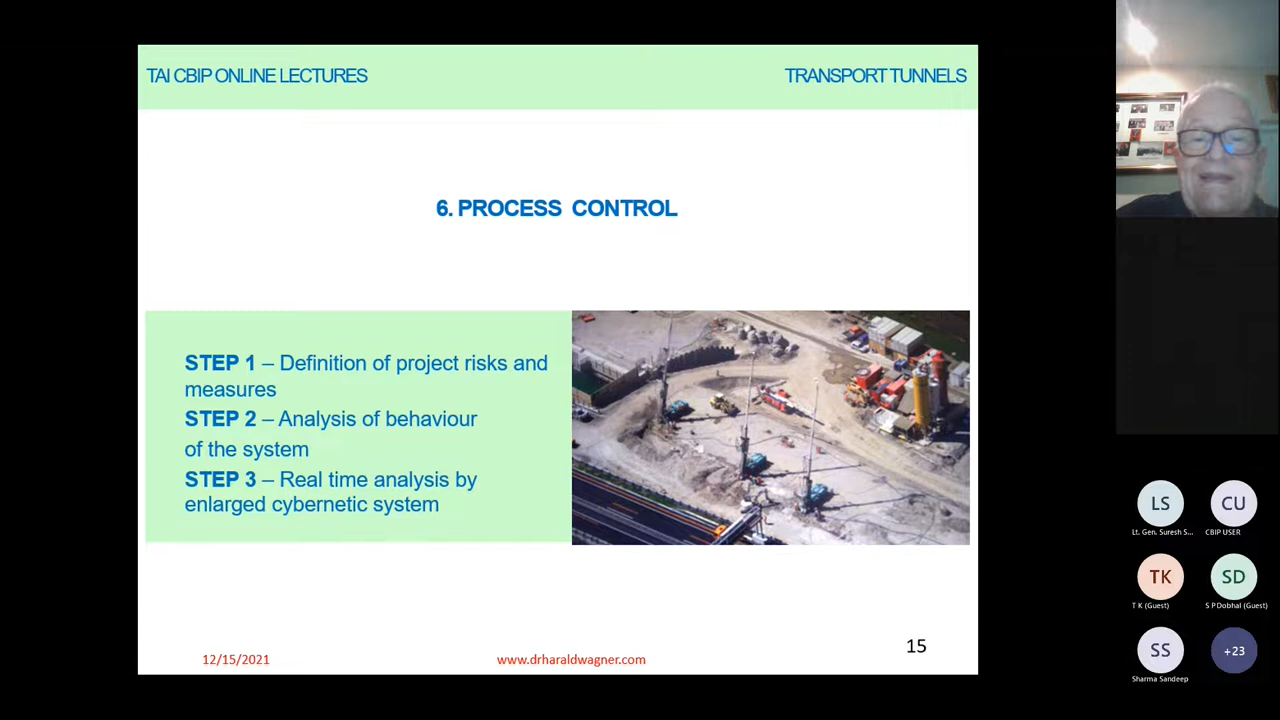 TAI CBIP ONLINE LECTURES
TRANSPORT TUNNELS
6. PROCESS CONTROL
STEP 1 – Definition of project risks and
measures
STEP 2 – Analysis of behaviour
of the system
STEP 3 – Real time analysis by
enlarged cybernetic system
12/15/2021
www.drharaldwagner.com
15
LS
CU
Lt. Gen. Suresh S...
CBIP USER
TK
SD
T K (Guest)
S P Dobhal (Guest)
SS
+23
Sharma Sandeep